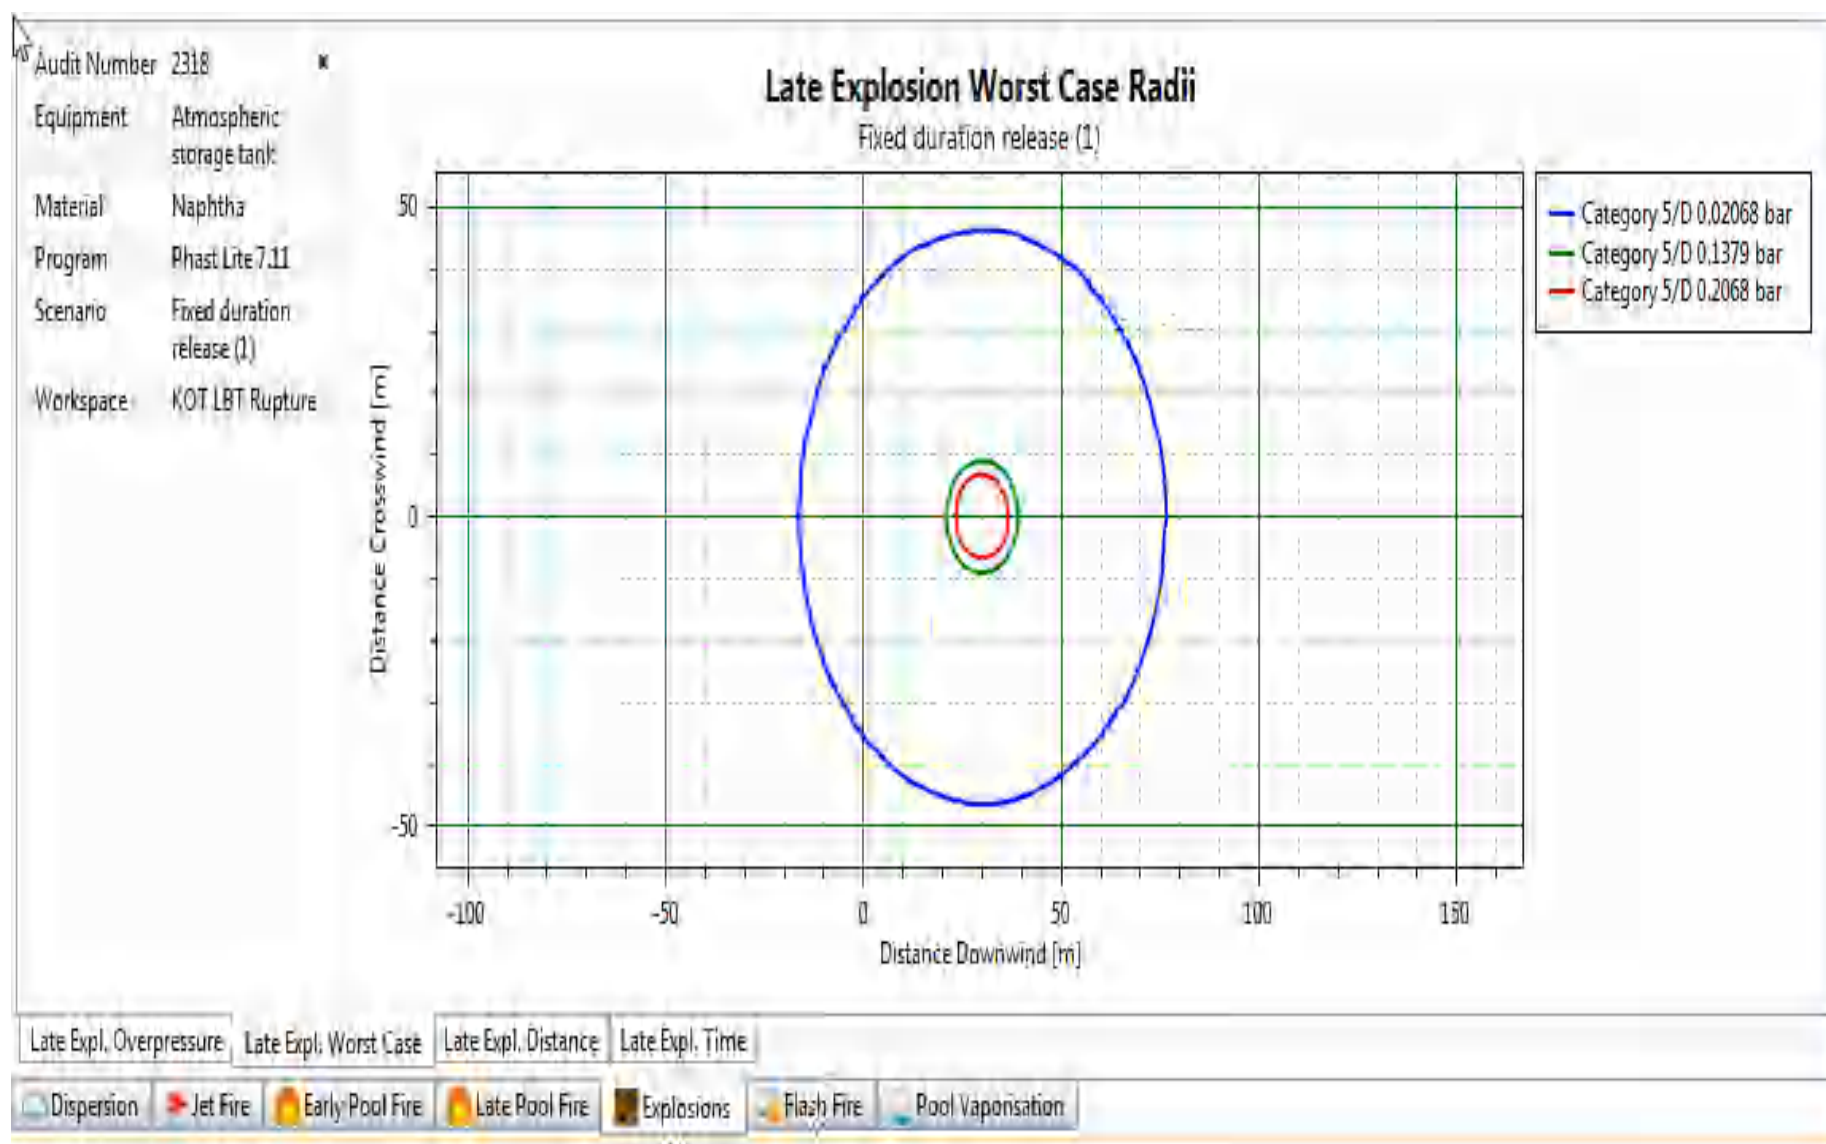 Audit Number 2318
Equipment Atmospheric
storage tank
Material Naphtha
Program Phast Lite 7.11
Scenario Fixed duration
release (1)
Workspace KOT LBT Rupture
Late Explosion Worst Case Radii
Fixed duration release (1)
Category 5/D 0,02068 bar
Category 5/D 0,1379 bar
Category 5/D 0,2068 bar
Distance Crosswind [m]
50
0
-50
-100
-50
0
50
100
150
Distance Downwind [m]
Late Expl. Overpressure
Late Expl. Worst Case
Late Expl. Distance
Late Expl. Time
Dispersion
Jet Fire
Early Pool Fire
Late Pool Fire
Explosions
Flash Fire
Pool Vaporisation